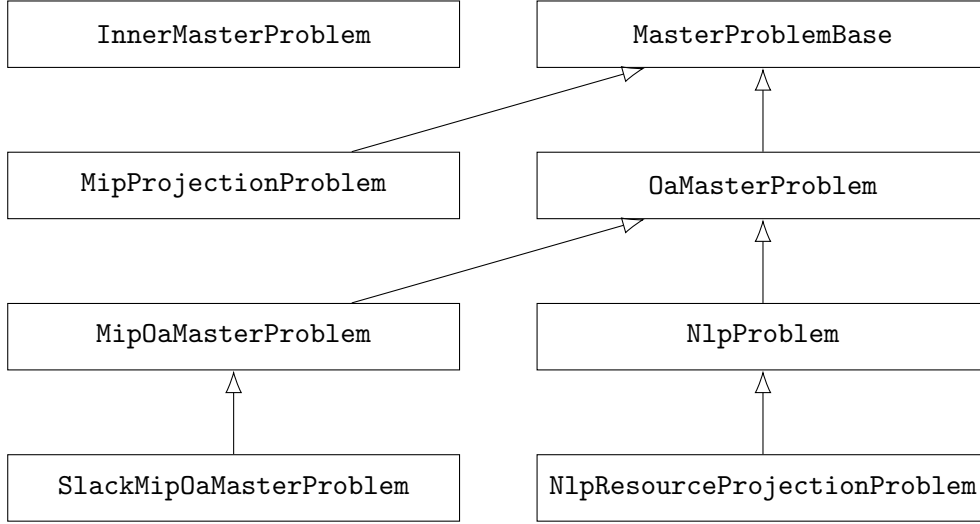 InnerMasterProblem
MasterProblemBase
MipProjectionProblem
OaMasterProblem
MipOaMasterProblem
NlpProblem
SlackMipOaMasterProblem
NlpResourceProjectionProblem